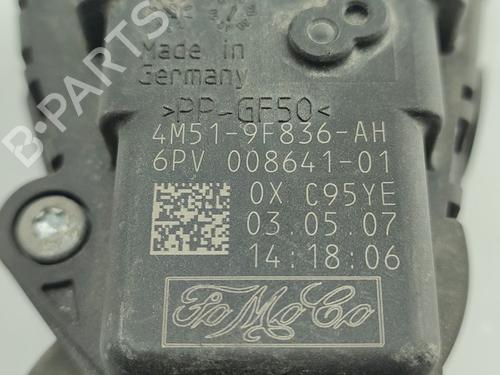 Made in
Germany
>PP-GF50<
4M51-9F836-AH
6PV 008641-01
0X C95YE
03.05.07
14:18:06
FoMoCo
B-Parts
8